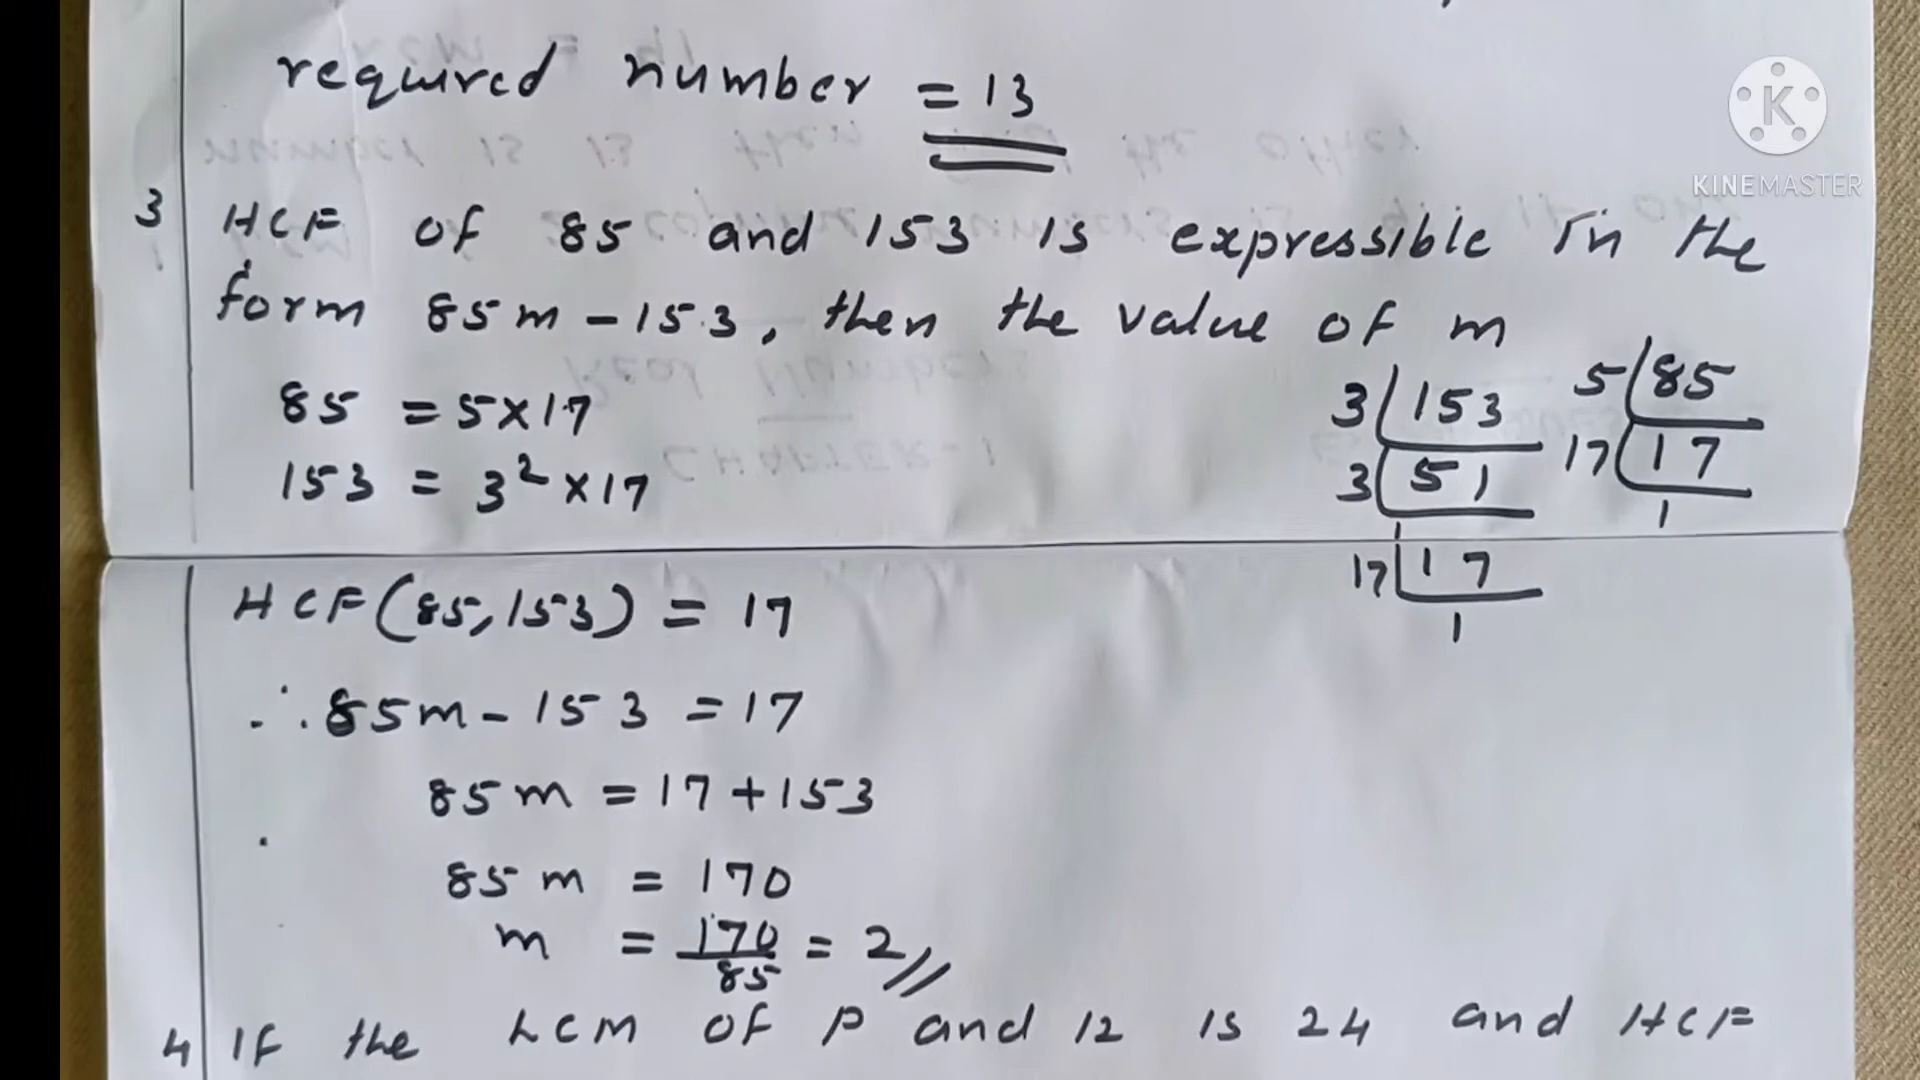 required number = 13
K
KINEMASTER
3 HCF of 85 and 153 is expressible in the
form 85m - 153, then the value of m
85 = 5 × 17
153 = 3² × 17
3 153
3 51
17 17
1
5 85
17 17
1
HCF(85, 153) = 17
∴ 85m - 153 = 17
85m = 17 + 153
85m = 170
m = 170/85 = 2//
4 If the LCM of P and 12 is 24 and HCF